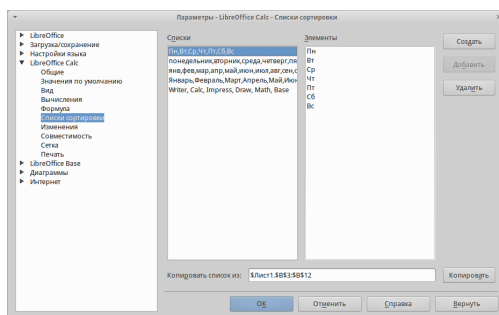 Параметры - LibreOffice Calc - Списки сортировки
LibreOffice
Загрузка/сохранение
Настройки языка
LibreOffice Calc
Общие
Значения по умолчанию
Вид
Вычисления
Формула
Списки сортировки
Изменения
Совместимость
Сетка
Печать
LibreOffice Base
Диаграммы
Интернет
Списки
Пн,Вт,Ср,Чт,Пт,Сб,Вс
понедельник,вторник,среда,четверг,пя
янв,фев,мар,апр,май,июн,июл,авг,сен,о
Январь,Февраль,Март,Апрель,Май,Июн
Writer, Calc, Impress, Draw, Math, Base
Элементы
Пн
Вт
Ср
Чт
Пт
Сб
Вс
Создать
Добавить
Удалить
Копировать список из:
$Лист1.$B$3:$B$12
Копировать
ОК
Отменить
Справка
Вернуть